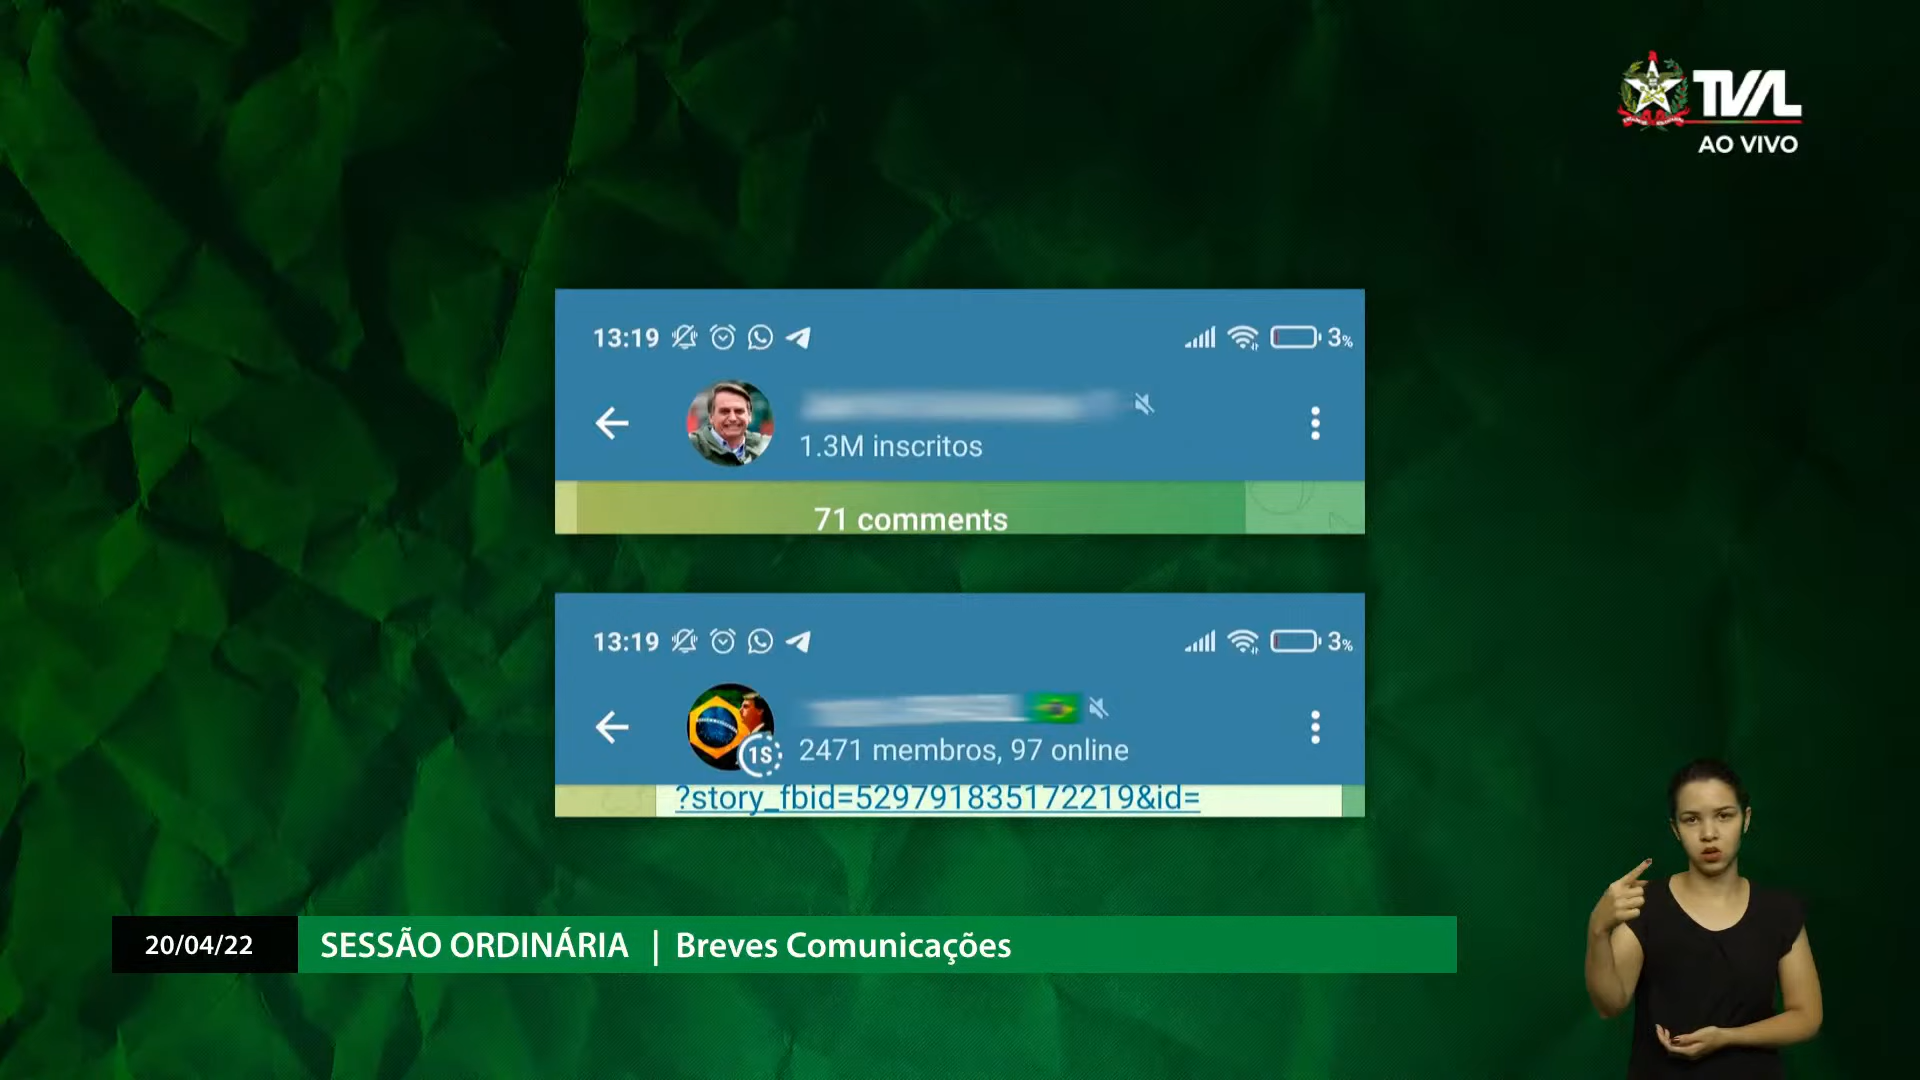 TVAL
AO VIVO
13:19
3%
1.3M inscritos
71 comments
13:19
3%
1S
2471 membros, 97 online
?story_fbid=529791835172219&id=
20/04/22
SESSÃO ORDINÁRIA | Breves Comunicações